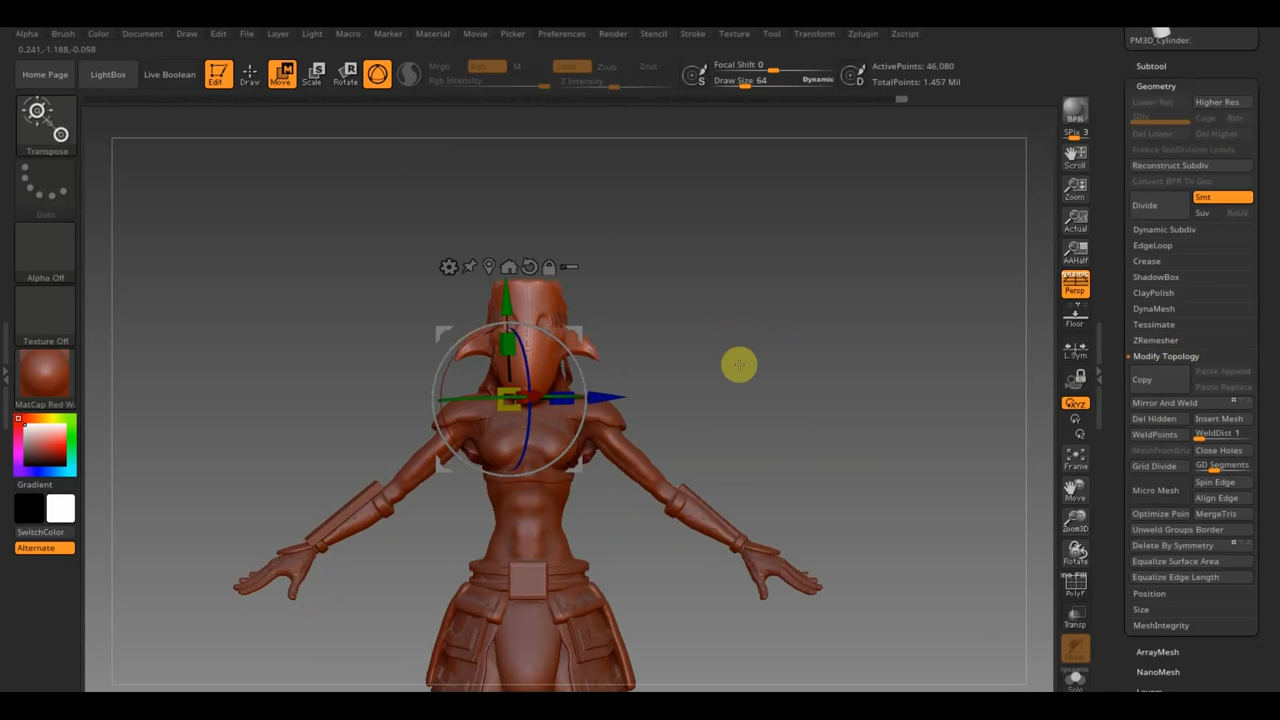 Alpha Brush Color Document Draw Edit File Layer Light Macro Marker Material Movie Picker Preferences Render Stencil Stroke Texture Tool Transform Zplugin Zscript
0.241,-1.188,-0.058
Home Page LightBox Live Boolean Edit Draw Move Scale Rotate
Mrgb Rgb M Zadd Zsub Zcut
Rgb Intensity Z Intensity
S Focal Shift 0
Draw Size 64 Dynamic
D ActivePoints: 46,080
TotalPoints: 1.457 Mil
Transpose
Dots
Alpha Off
Texture Off
MatCap Red Wa
Gradient
SwitchColor
Alternate
BPR
SPix 3
Scroll
Zoom
Actual
AAHalf
Dynamic
Persp
Floor
L.Sym
XYZ
Frame
Move
Zoom3D
Rotate
PolyF
Transp
Ghost
Dynamic
Solo
PM3D_Cylinder
Subtool
Geometry
Lower Res Higher Res
SDiv Cage Rstr
Del Lower Del Higher
Freeze SubDivision Levels
Reconstruct Subdiv
Convert BPR To Geo
Divide Smt
Suv ReUV
Dynamic Subdiv
EdgeLoop
Crease
ShadowBox
ClayPolish
DynaMesh
Tessimate
ZRemesher
Modify Topology
Copy Paste Append
Paste Replace
Mirror And Weld
Del Hidden Insert Mesh
WeldPoints WeldDist 1
MeshFromBru Close Holes
Grid Divide GD Segments
Micro Mesh Spin Edge
Align Edge
Optimize Poin MergeTris
Unweld Groups Border
Delete By Symmetry
Equalize Surface Area
Equalize Edge Length
Position
Size
MeshIntegrity
ArrayMesh
NanoMesh